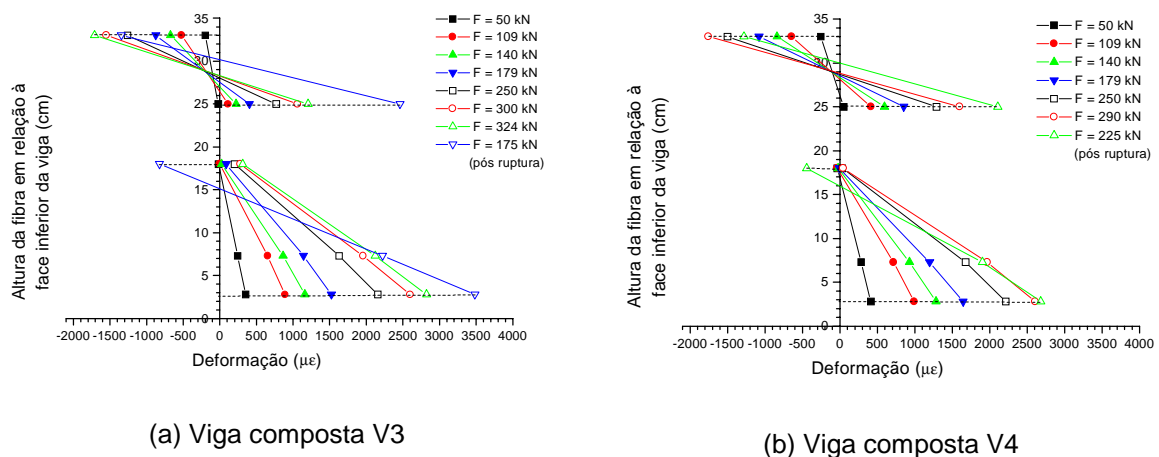 Altura da fibra em relação à
face inferior da viga (cm)
35
30
25
20
15
10
5
0
-2000 -1500 -1000 -500 0 500 1000 1500 2000 2500 3000 3500 4000
Deformação (με)
F = 50 kN
F = 109 kN
F = 140 kN
F = 179 kN
F = 250 kN
F = 300 kN
F = 324 kN
F = 175 kN
(pós ruptura)
(a) Viga composta V3
Altura da fibra em relação à
face inferior da viga (cm)
35
30
25
20
15
10
5
0
-2000 -1500 -1000 -500 0 500 1000 1500 2000 2500 3000 3500 4000
Deformação (με)
F = 50 kN
F = 109 kN
F = 140 kN
F = 179 kN
F = 250 kN
F = 290 kN
F = 225 kN
(pós ruptura)
(b) Viga composta V4